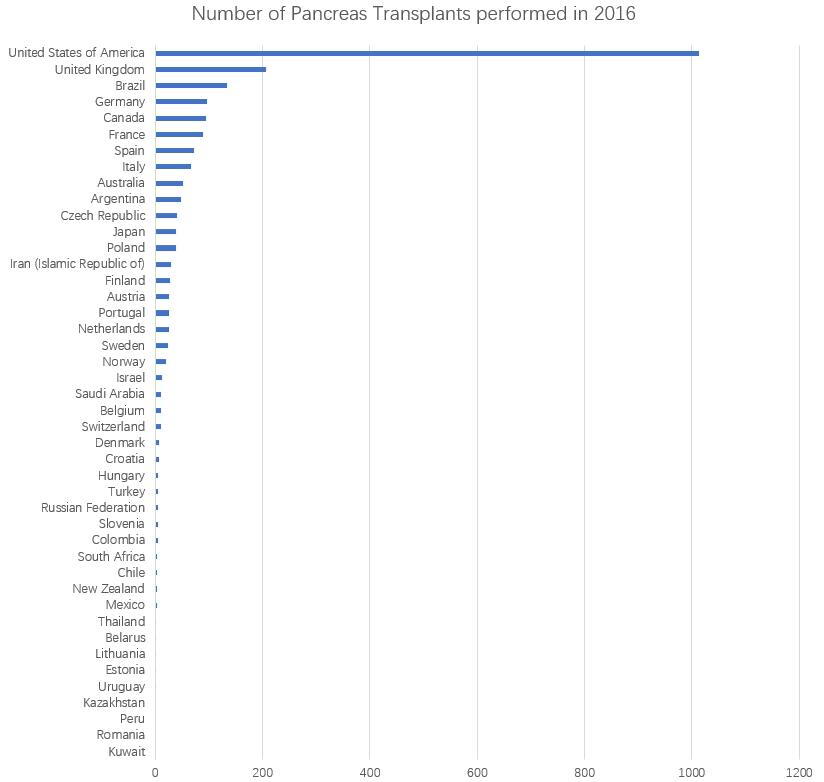 Number of Pancreas Transplants performed in 2016
United States of America
United Kingdom
Brazil
Germany
Canada
France
Spain
Italy
Australia
Argentina
Czech Republic
Japan
Poland
Iran (Islamic Republic of)
Finland
Austria
Portugal
Netherlands
Sweden
Norway
Israel
Saudi Arabia
Belgium
Switzerland
Denmark
Croatia
Hungary
Turkey
Russian Federation
Slovenia
Colombia
South Africa
Chile
New Zealand
Mexico
Thailand
Belarus
Lithuania
Estonia
Uruguay
Kazakhstan
Peru
Romania
Kuwait
0 200 400 600 800 1000 1200